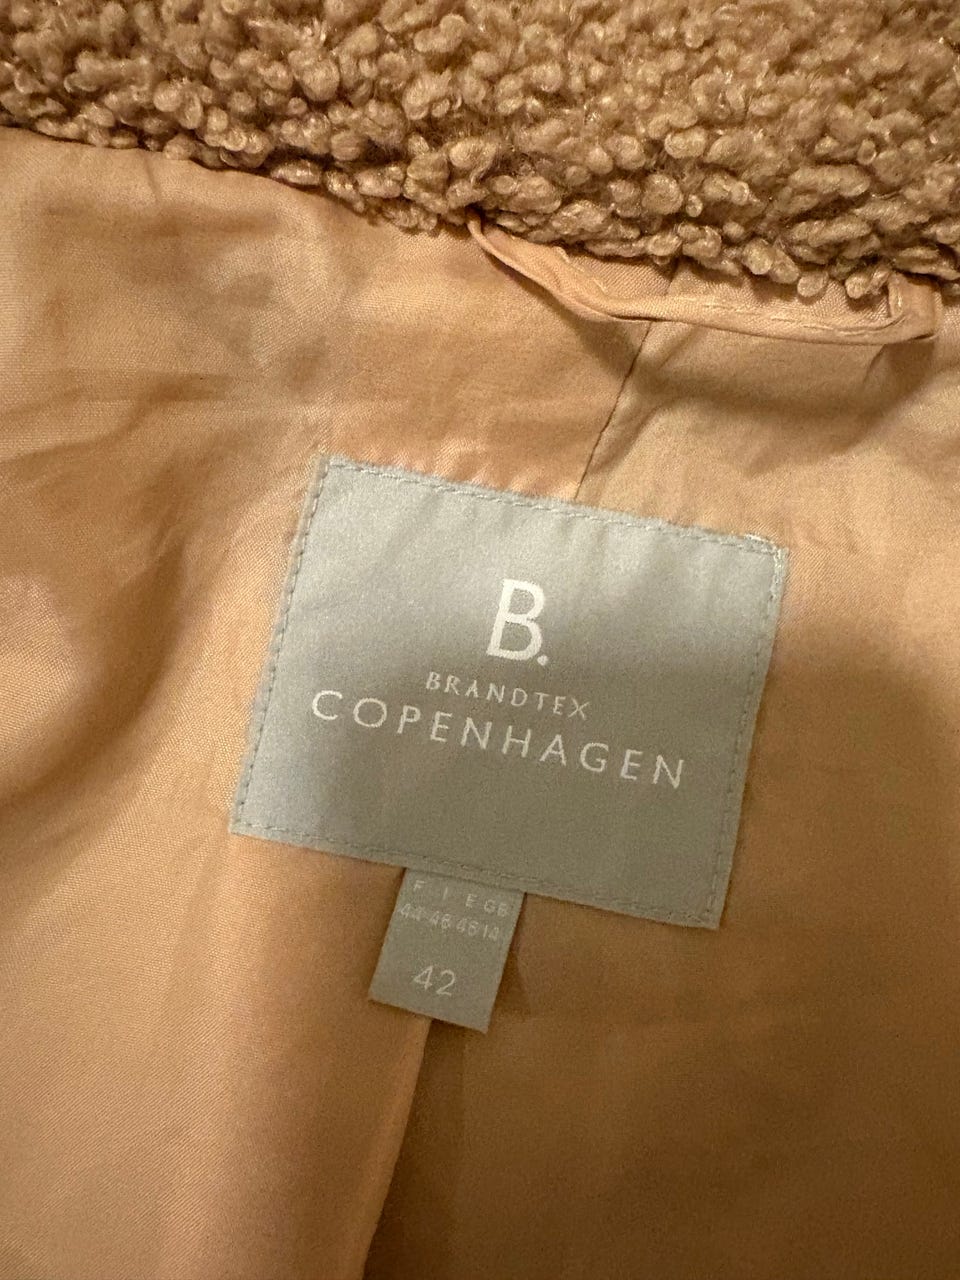 B.
BRANDTEX
COPENHAGEN
F I E GB
44 46 46 14
42